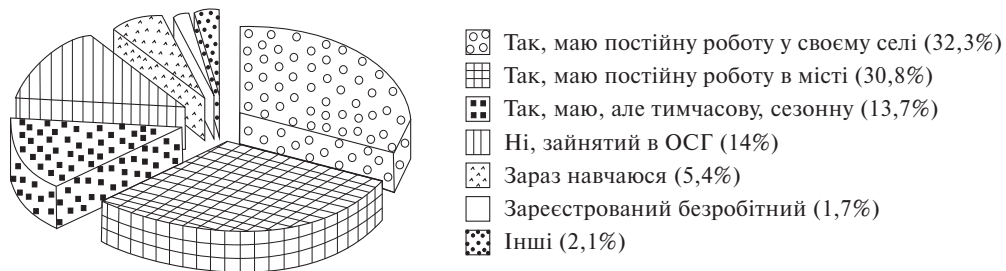 Так, маю постійну роботу у своєму селі (32,3%)
Так, маю постійну роботу в місті (30,8%)
Так, маю, але тимчасову, сезонну (13,7%)
Ні, зайнятий в ОСГ (14%)
Зараз навчаюся (5,4%)
Зареєстрований безробітний (1,7%)
Інші (2,1%)